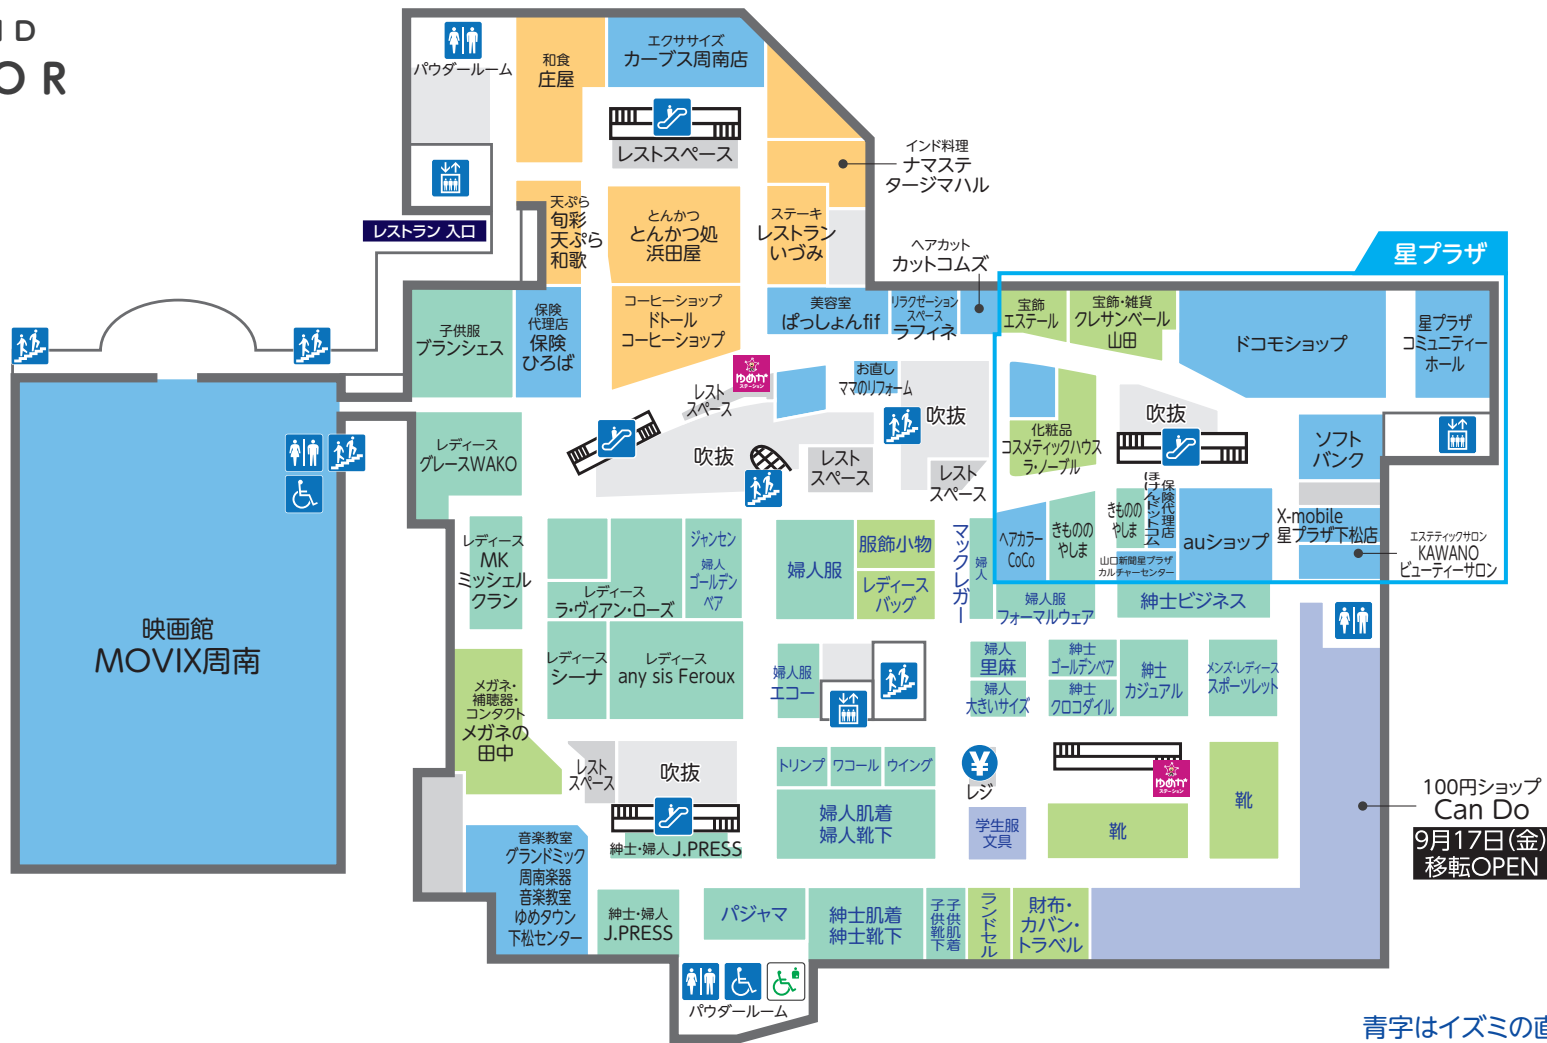 ND
OR
パウダールーム
和食
庄屋
エクササイズ
カーブス周南店
レストスペース
インド料理
ナマステ
タージマハル
レストラン 入口
天ぷら
旬彩
天ぷら
和歌
とんかつ
とんかつ処
浜田屋
ステーキ
レストラン
いづみ
ヘアカット
カットコムズ
星プラザ
子供服
ブランシェス
保険
代理店
保険
ひろば
コーヒーショップ
ドトール
コーヒーショップ
美容室
ぱっしょんfif
リラクゼーション
スペース
ラフィネ
宝飾
エステール
宝飾・雑貨
クレサンベール
山田
ドコモショップ
星プラザ
コミュニティー
ホール
ゆめか
ステーション
レスト
スペース
お直し
ママのリフォーム
吹抜
吹抜
レスト
スペース
吹抜
レスト
スペース
化粧品
コスメティックハウス
ラ・ノーブル
吹抜
ソフト
バンク
レディース
グレースWAKO
レディース
MK
ミッシェル
クラン
レディース
ラ・ヴィアン・ローズ
ジャンセン
婦人
ゴールデン
ベア
婦人服
服飾小物
レディース
バッグ
マックレガー
婦人
ヘアカラー
CoCo
きものの
やしま
きものの
やしま
保険代理店
ほけんドットコム
山口新聞星プラザ
カルチャーセンター
auショップ
X-mobile
星プラザ下松店
エステティックサロン
KAWANO
ビューティーサロン
婦人服
フォーマルウェア
紳士ビジネス
映画館
MOVIX周南
レディース
シーナ
レディース
any sis Feroux
婦人服
エコー
婦人
里麻
婦人
大きいサイズ
紳士
ゴールデンベア
紳士
クロコダイル
紳士
カジュアル
メンズ・レディース
スポーツレット
メガネ・
補聴器・
コンタクト
メガネの
田中
レスト
スペース
吹抜
紳士・婦人 J.PRESS
トリンプ
ワコール
ウイング
婦人肌着
婦人靴下
¥
レジ
学生服
文具
ゆめか
ステーション
靴
靴
100円ショップ
Can Do
9月17日(金)
移転OPEN
音楽教室
グランドミック
周南楽器
音楽教室
ゆめタウン
下松センター
紳士・婦人
J.PRESS
パジャマ
紳士肌着
紳士靴下
子供肌着
子供靴下
ランドセル
財布・
カバン・
トラベル
パウダールーム
青字はイズミの直